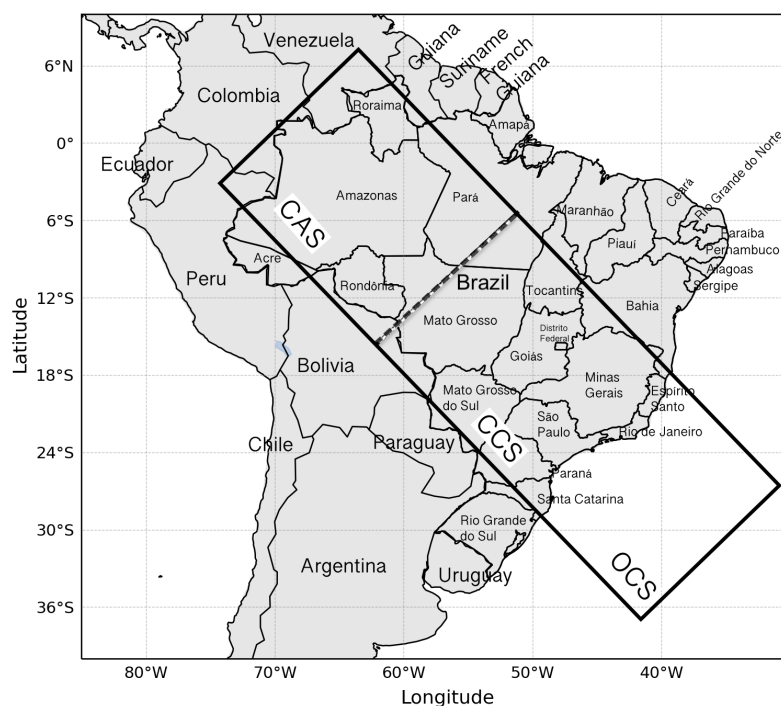 Venezuela
Guiana
Suriname
French
Guiana
6°N
Colombia
Roraima
Amapá
0°
Ecuador
Ceará
Rio Grande do Norte
Amazonas
Pará
6°S
CAS
Maranhão
Paraíba
Piauí
Pernambuco
Acre
Alagoas
Peru
Rondônia
Brazil
Tocantins
Sergipe
12°S
Bahia
Mato Grosso
Distrito
Federal
Goiás
Bolivia
18°S
Minas
Gerais
Mato Grosso
do Sul
Espírito
Santo
São
Paulo
Rio de Janeiro
CCS
Chile
Paraguay
24°S
Paraná
Santa Catarina
30°S
Rio Grande
do Sul
Argentina
Uruguay
OCS
36°S
80°W
70°W
60°W
50°W
40°W
Latitude
Longitude